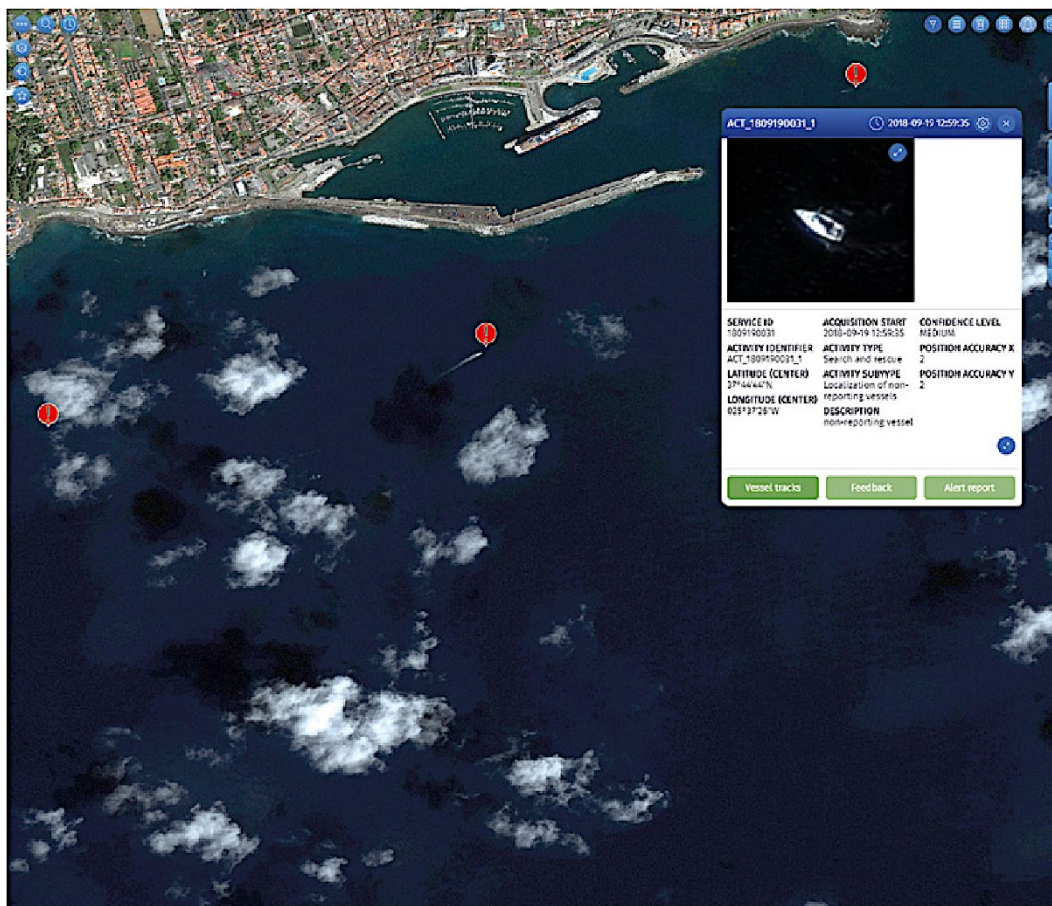 ACT_1809190031_1 2018-09-19 12:59:35
SERVICE ID ACQUISITION START CONFIDENCE LEVEL
1809190031 2018-09-19 12:59:35 MEDIUM
ACTIVITY IDENTIFIER ACTIVITY TYPE POSITION ACCURACY X
ACT_1809190031_1 Search and rescue 2
LATITUDE (CENTER) ACTIVITY SUBYYPE POSITION ACCURACY Y
37°44'44"N Localization of non- 2
reporting vessels
LONGITUDE (CENTER)
025°37'26"W DESCRIPTION
non-reporting vessel
Vessel tracks Feedback Alert report